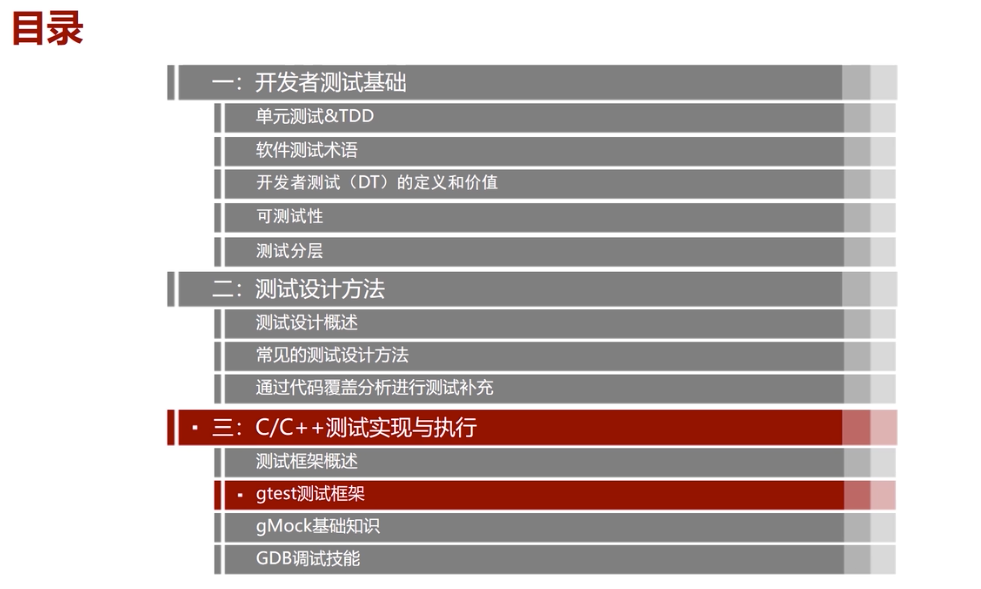 目录
一：开发者测试基础
单元测试&TDD
软件测试术语
开发者测试（DT）的定义和价值
可测试性
测试分层
二：测试设计方法
测试设计概述
常见的测试设计方法
通过代码覆盖分析进行测试补充
▪ 三：C/C++测试实现与执行
测试框架概述
▪ gtest测试框架
gMock基础知识
GDB调试技能